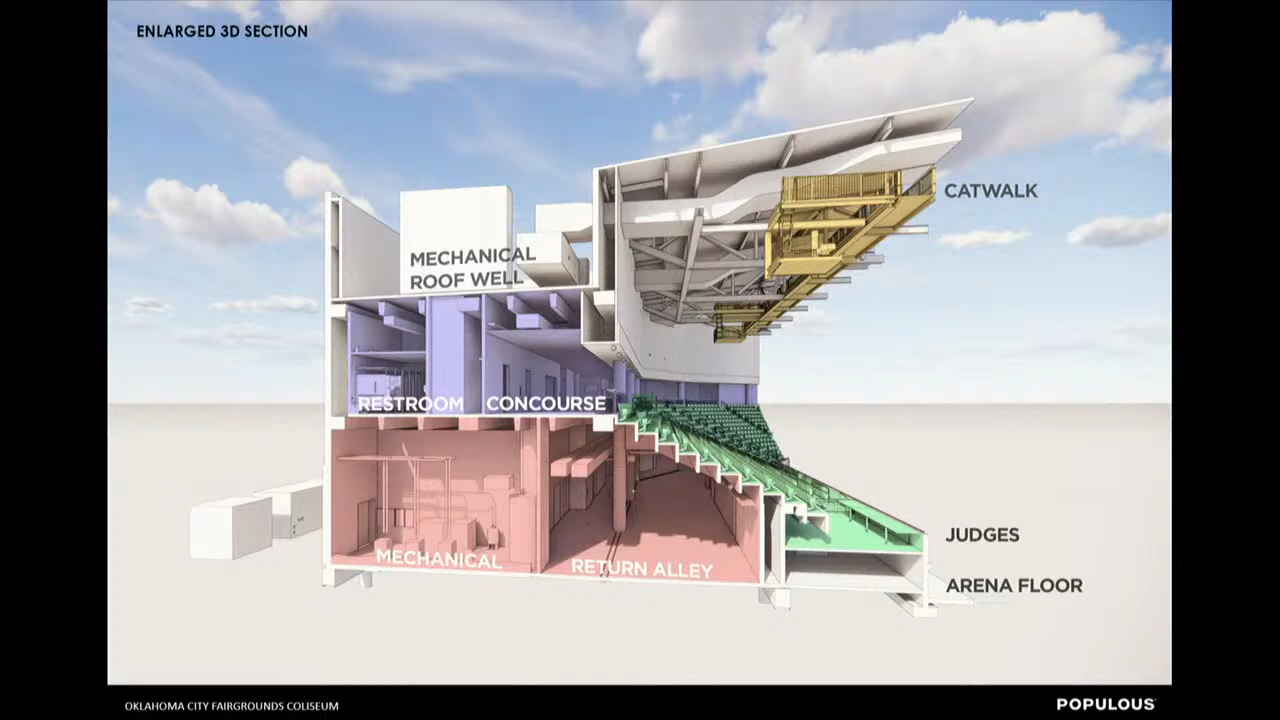 ENLARGED 3D SECTION
CATWALK
MECHANICAL
ROOF WELL
RESTROOM
CONCOURSE
JUDGES
MECHANICAL
RETURN ALLEY
ARENA FLOOR
OKLAHOMA CITY FAIRGROUNDS COLISEUM
POPULOUS